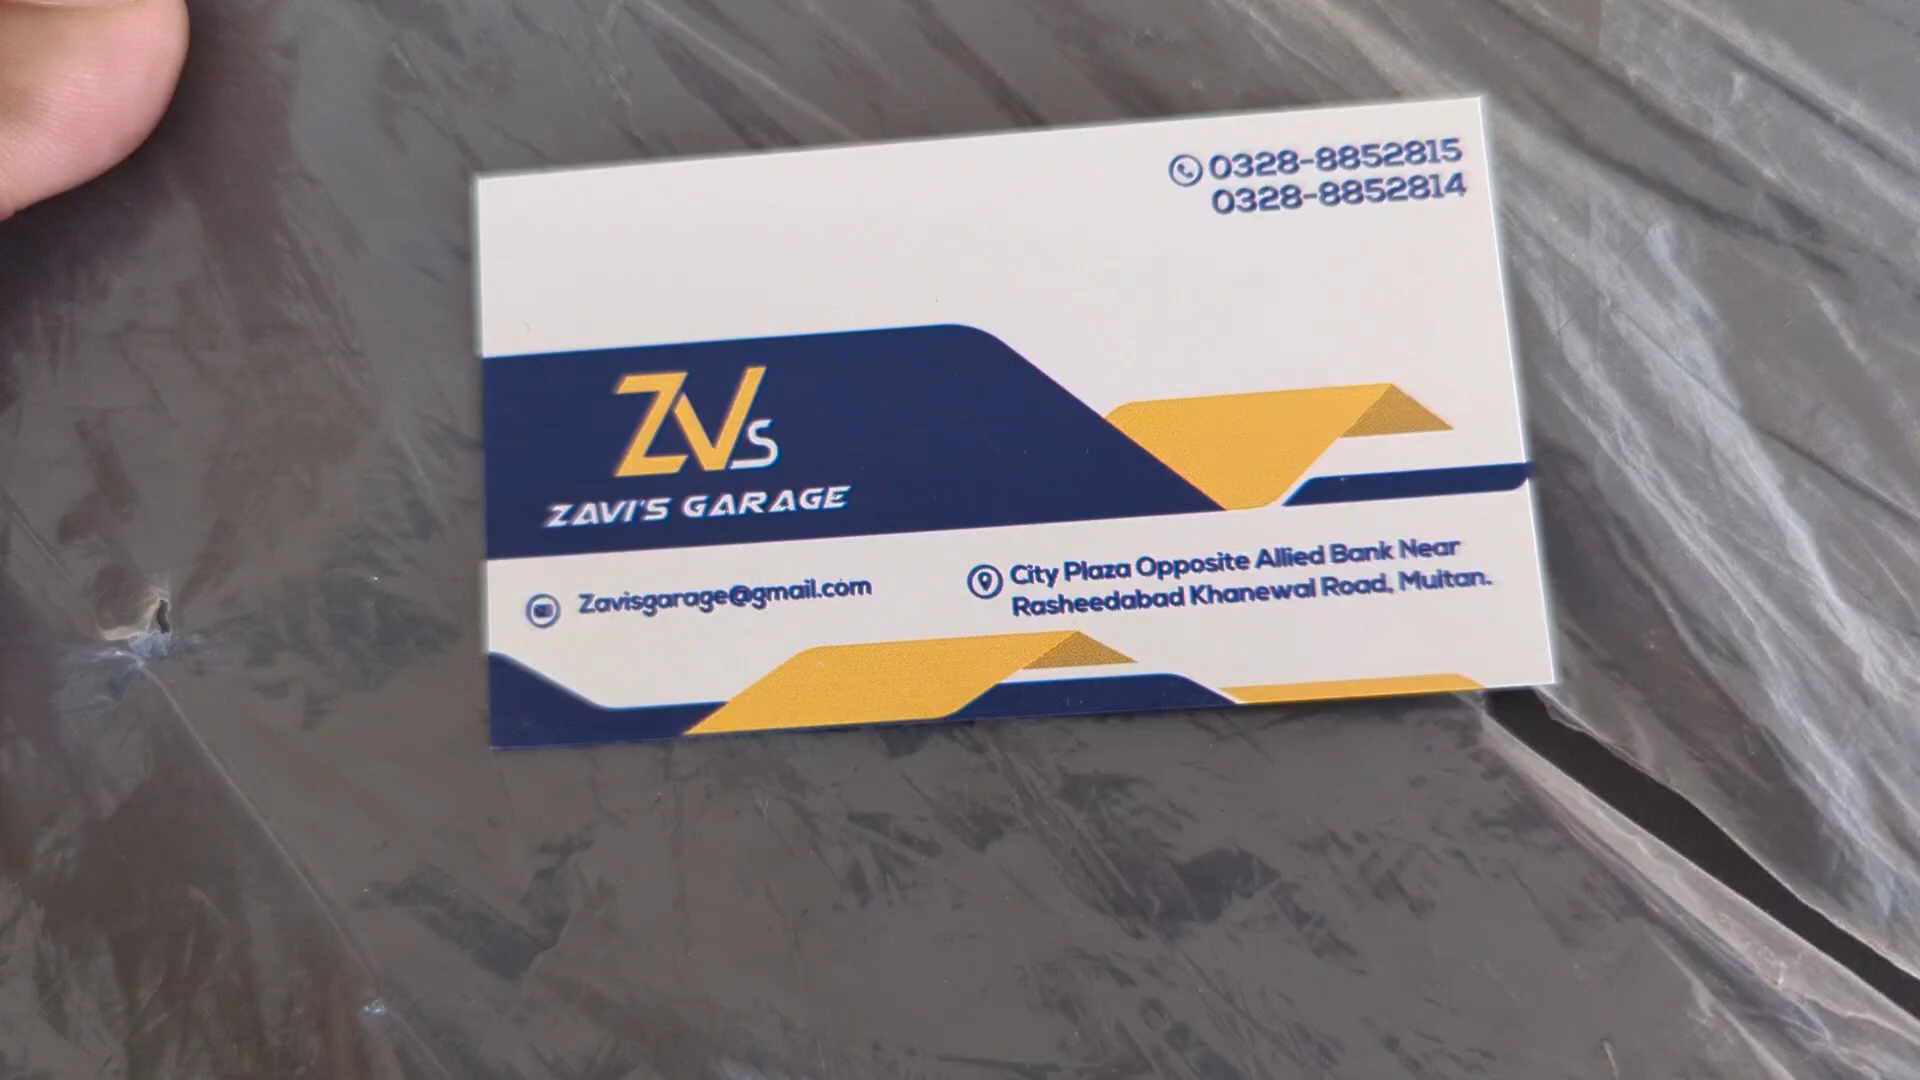 0328-8852815
0328-8852814
ZVs
ZAVI'S GARAGE
Zavisgarage@gmail.com
City Plaza Opposite Allied Bank Near
Rasheedabad Khanewal Road, Multan.